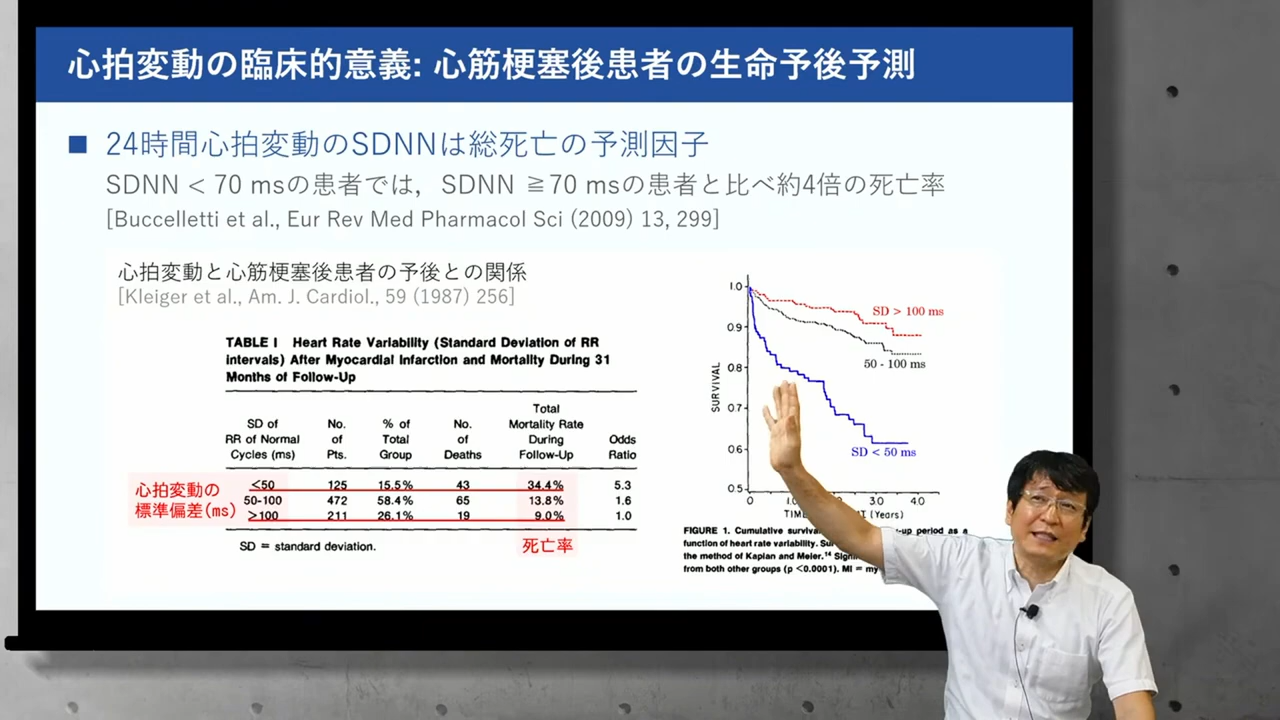 心拍変動の臨床的意義: 心筋梗塞後患者の生命予後予測
■ 24時間心拍変動のSDNNは総死亡の予測因子
SDNN < 70 msの患者では，SDNN ≧70 msの患者と比べ約4倍の死亡率
[Buccelletti et al., Eur Rev Med Pharmacol Sci (2009) 13, 299]
心拍変動と心筋梗塞後患者の予後との関係
[Kleiger et al., Am. J. Cardiol., 59 (1987) 256]
TABLE I Heart Rate Variability (Standard Deviation of RR
intervals) After Myocardial Infarction and Mortality During 31
Months of Follow-Up
Total
SD of No. % of No. Mortality Rate
RR of Normal of Total of During Odds
Cycles (ms) Pts. Group Deaths Follow-Up Ratio
<50 125 15.5% 43 34.4% 5.3
50-100 472 58.4% 65 13.8% 1.6
>100 211 26.1% 19 9.0% 1.0
心拍変動の
標準偏差(ms)
SD = standard deviation.
死亡率
1.0
0.9
0.8
0.7
0.6
0.5
SURVIVAL
SD > 100 ms
50 - 100 ms
SD < 50 ms
0 1.0 3.0 4.0
(Years)
FIGURE 1. Cumulative period as a
function of heart rate variability.
the method of Kaplan and Meier.14
from both other groups (p <0.0001). MI =